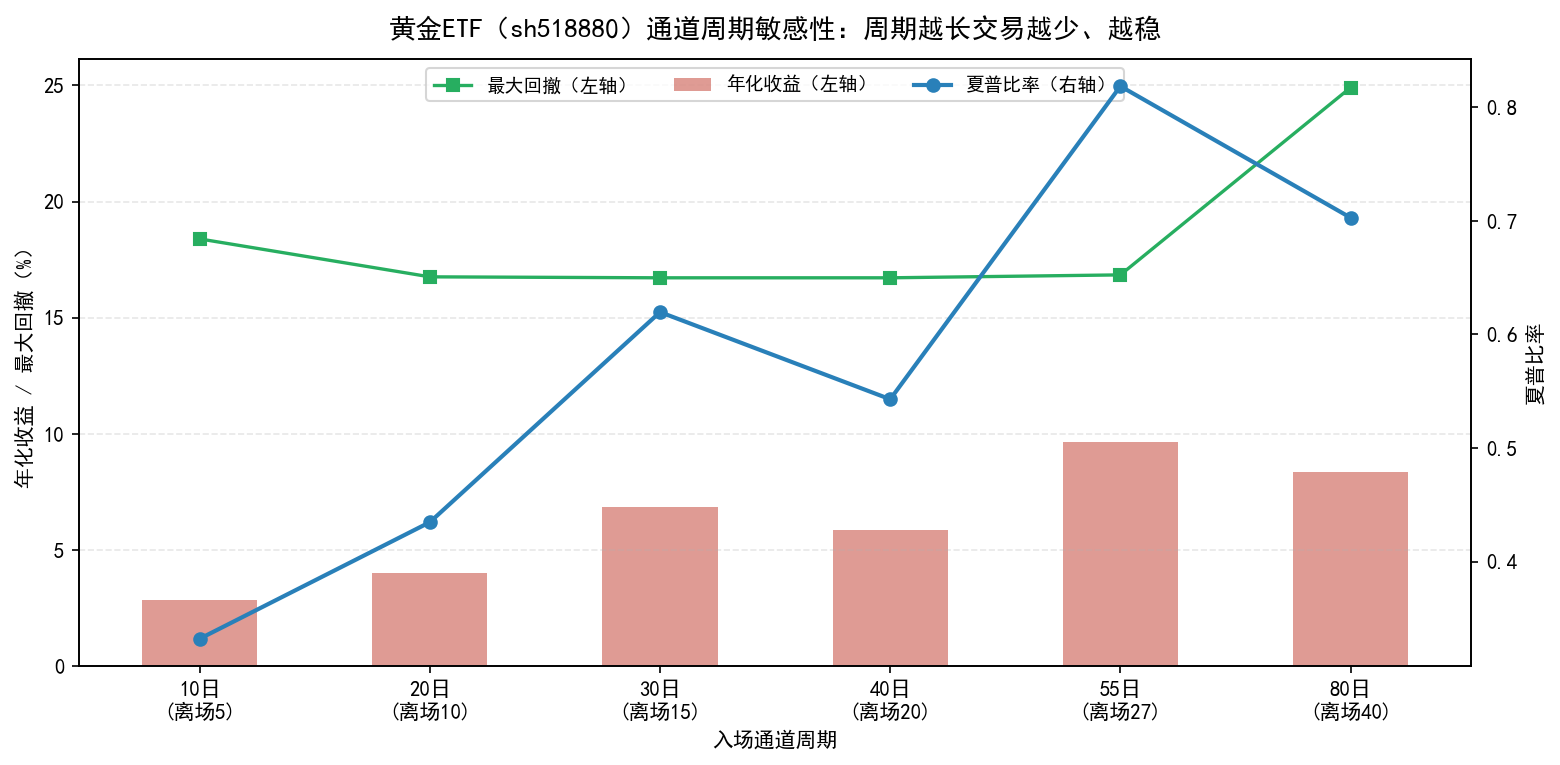 黄金ETF（sh518880）通道周期敏感性：周期越长交易越少、越稳
最大回撤（左轴）
年化收益（左轴）
夏普比率（右轴）
年化收益 / 最大回撤 (%)
25
20
15
10
5
0
0.8
0.7
0.6
0.5
0.4
夏普比率
10日
(离场5)
20日
(离场10)
30日
(离场15)
40日
(离场20)
55日
(离场27)
80日
(离场40)
入场通道周期